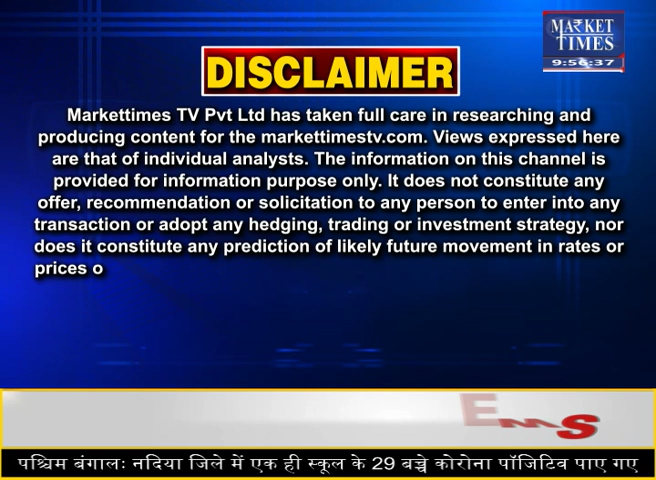 MARKET
TIMES
9:56:37
DISCLAIMER
Markettimes TV Pvt Ltd has taken full care in researching and
producing content for the markettimestv.com. Views expressed here
are that of individual analysts. The information on this channel is
provided for information purpose only. It does not constitute any
offer, recommendation or solicitation to any person to enter into any
transaction or adopt any hedging, trading or investment strategy, nor
does it constitute any prediction of likely future movement in rates or
prices o
EMS
पश्चिम बंगालः नदिया जिले में एक ही स्कूल के 29 बच्चे कोरोना पॉजिटिव पाए गए